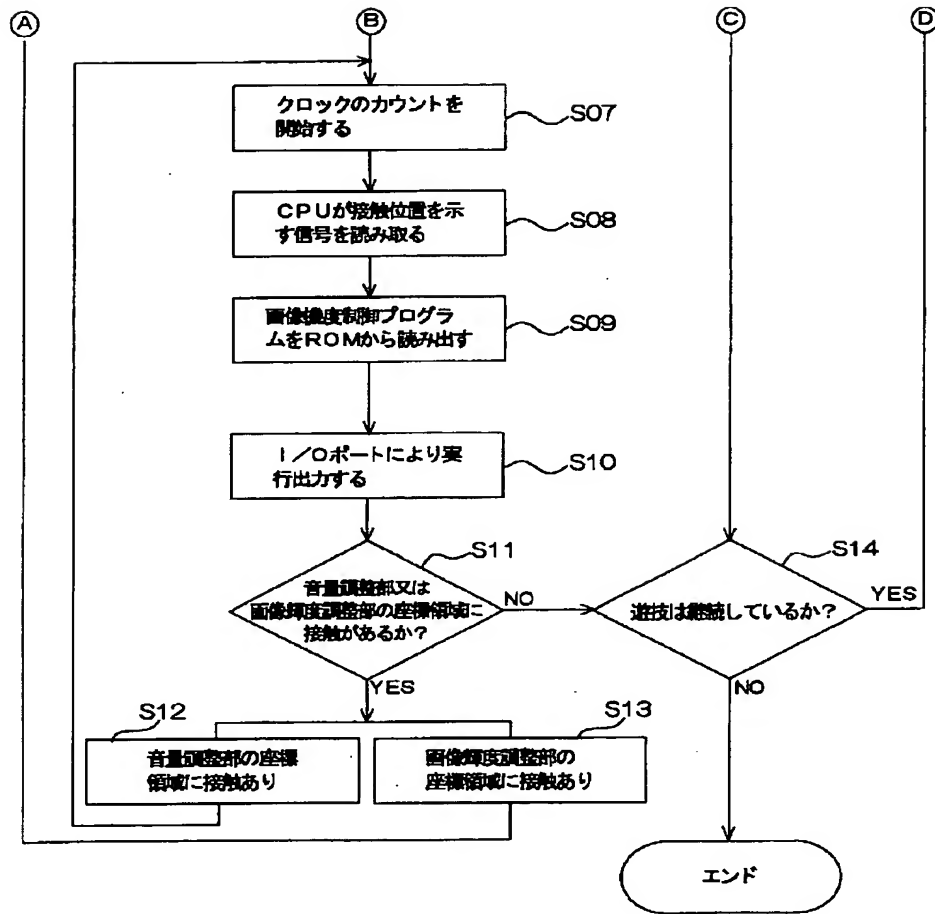 A
B
C
D
クロックのカウントを
開始する
S07
CPUが接触位置を示
す信号を読み取る
S08
画像輝度制御プログラ
ムをROMから読み出す
S09
I/Oポートにより実
行出力する
S10
S11
音量調整部又は
画像輝度調整部の座標領域に
接触があるか?
NO
YES
S14
遊技は継続しているか?
YES
NO
S12
音量調整部の座標
領域に接触あり
S13
画像輝度調整部の
座標領域に接触あり
エンド